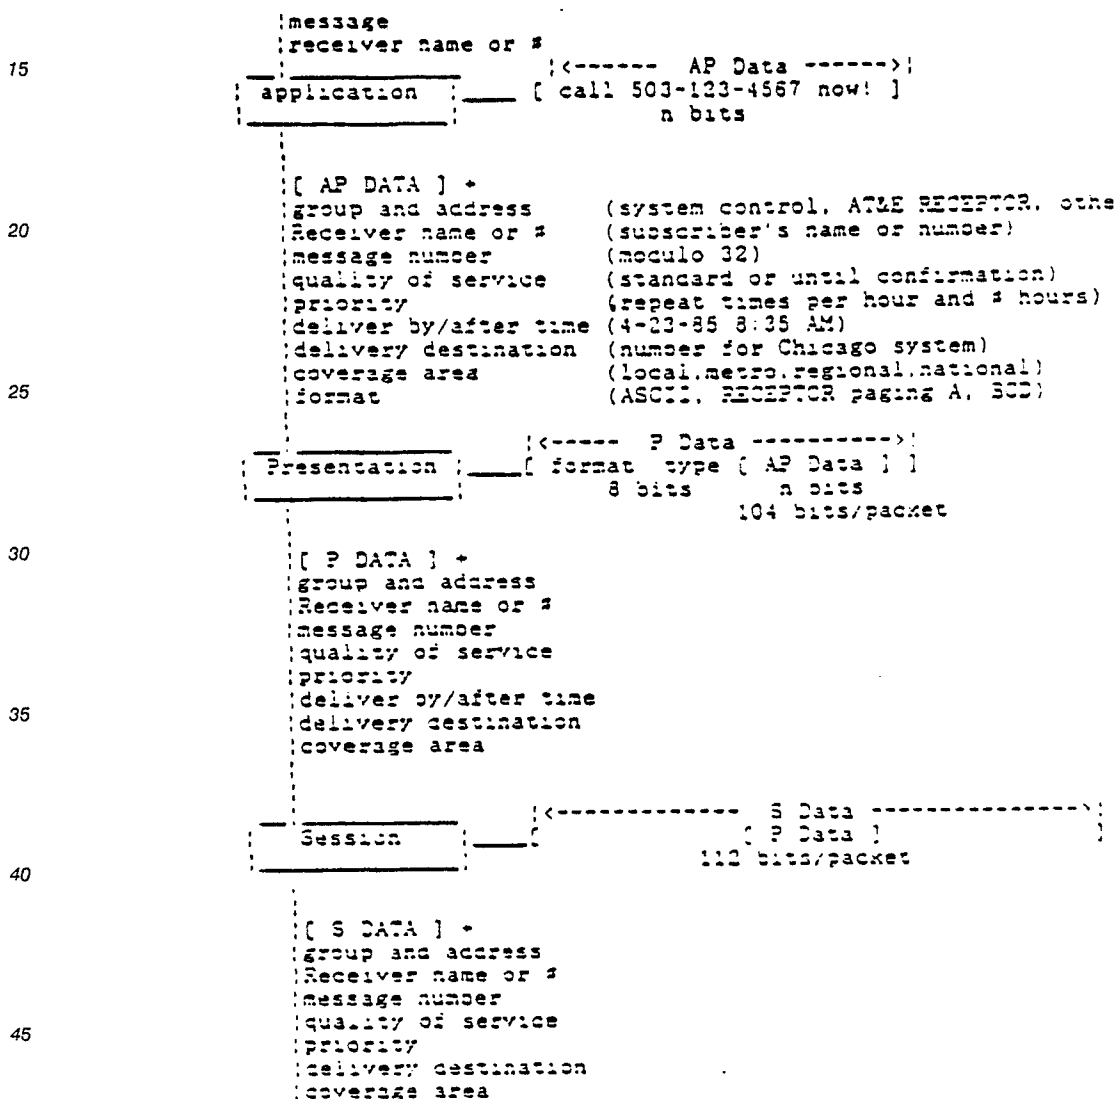 message
receiver name or #
15
|<------ AP Data ------>|
application [ call 503-123-4567 now! ]
n bits
[ AP DATA ] +
group and address (system control, AT&E RECEPTOR, othe
20
Receiver name or # (subscriber's name or number)
message number (modulo 32)
quality of service (standard or until confirmation)
priority (repeat times per hour and # hours)
deliver by/after time (4-23-85 8:35 AM)
delivery destination (number for Chicago system)
coverage area (local,metro,regional,national)
25
format (ASCII, RECEPTOR paging A, BCD)
|<----- P Data ---------->|
Presentation [ format type [ AP Data ] ]
8 bits n bits
104 bits/packet
30
[ P DATA ] +
group and address
Receiver name or #
message number
quality of service
priority
deliver by/after time
35
delivery destination
coverage area
|<------------- S Data --------------->|
Session [ [ P Data ] ]
112 bits/packet
40
[ S DATA ] +
group and address
Receiver name or #
message number
quality of service
45
priority
delivery destination
coverage area